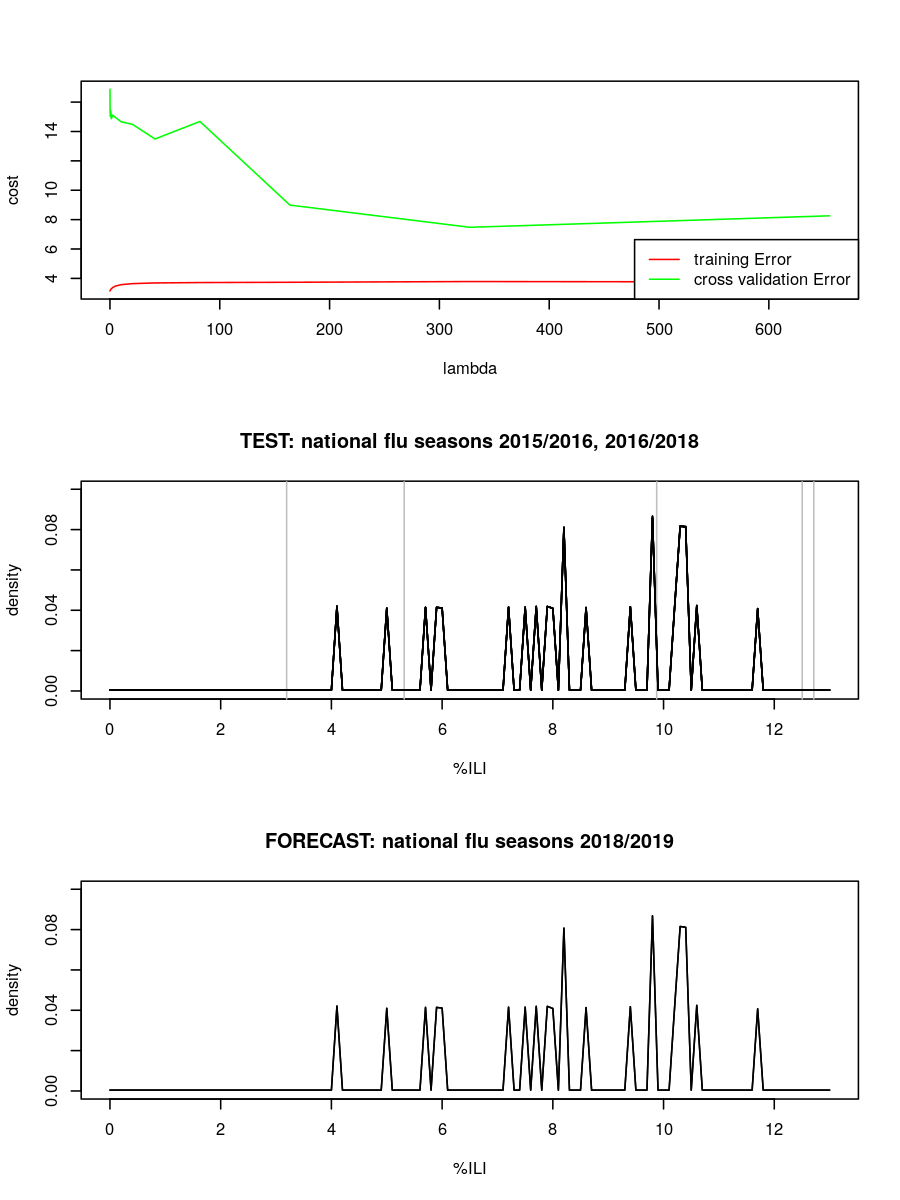 cost
14
10
8
6
4
training Error
cross validation Error
0 100 200 300 400 500 600
lambda
TEST: national flu seasons 2015/2016, 2016/2018
density
0.08
0.04
0.00
0 2 4 6 8 10 12
%ILI
FORECAST: national flu seasons 2018/2019
density
0.08
0.04
0.00
0 2 4 6 8 10 12
%ILI